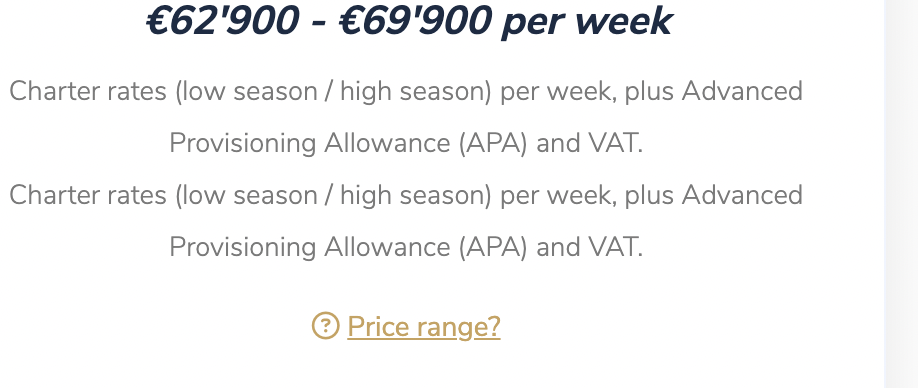 €62'900 - €69'900 per week
Charter rates (low season / high season) per week, plus Advanced
Provisioning Allowance (APA) and VAT.
Charter rates (low season / high season) per week, plus Advanced
Provisioning Allowance (APA) and VAT.
? Price range?